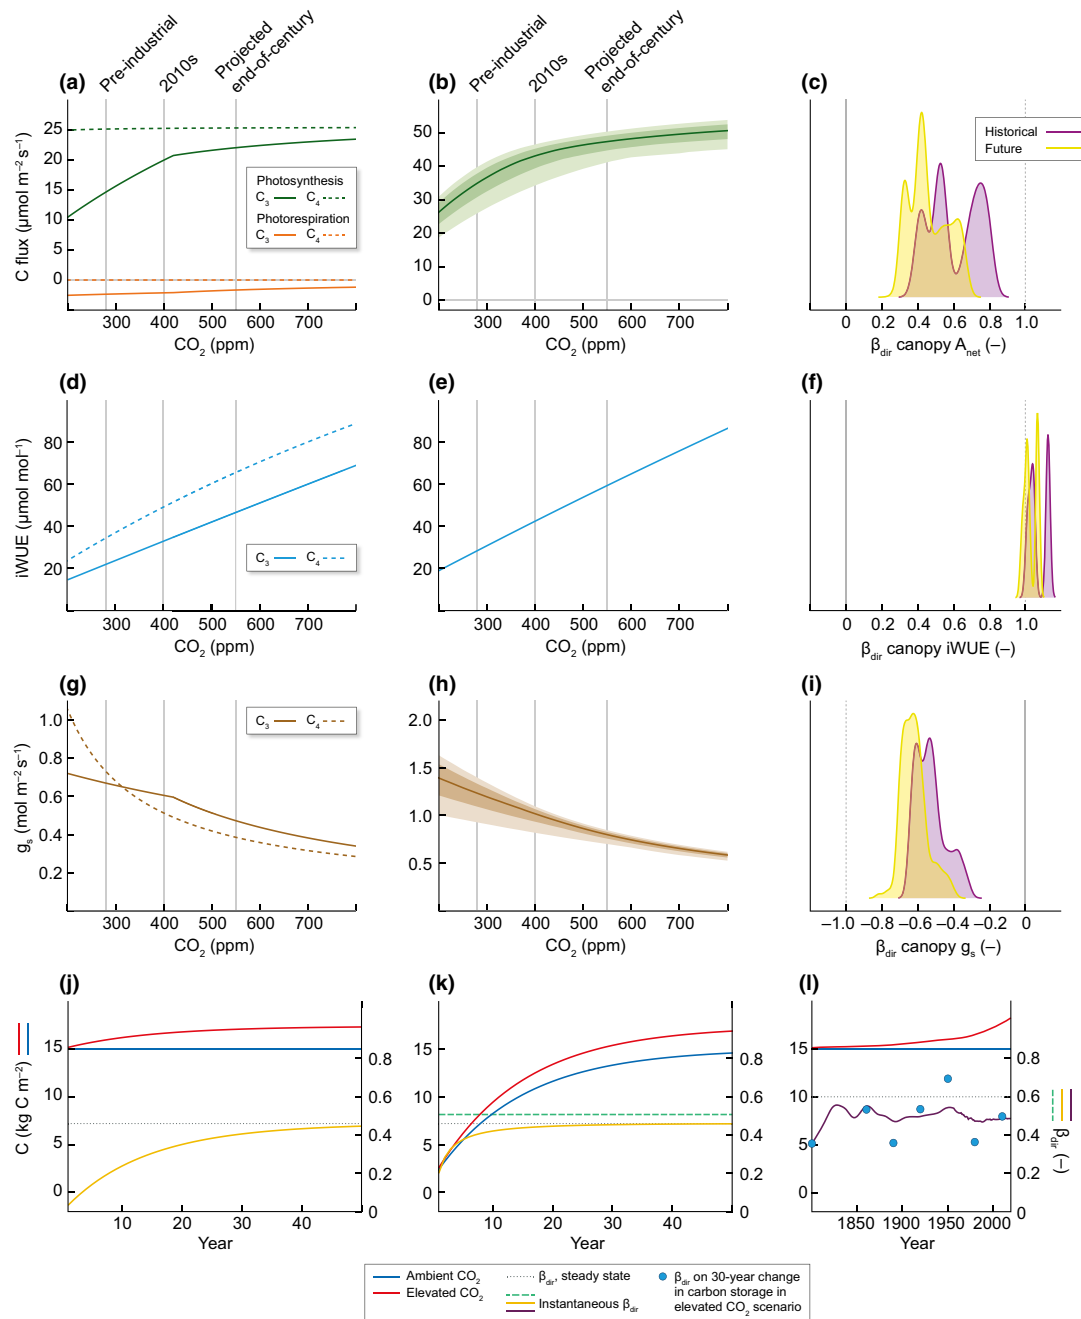 Pre-industrial
2010s
Projected
end-of-century
Pre-industrial
2010s
Projected
end-of-century
(a)
C flux (μmol m⁻² s⁻¹)
25
20
15
10
5
0
Photosynthesis
C₃ C₄
Photorespiration
C₃ C₄
300 400 500 600 700
CO₂ (ppm)
(b)
50
40
30
20
10
0
300 400 500 600 700
CO₂ (ppm)
(c)
Historical
Future
0 0.2 0.4 0.6 0.8 1.0
β_dir canopy A_net (–)
(d)
iWUE (μmol mol⁻¹)
80
60
40
20
C₃ C₄
300 400 500 600 700
CO₂ (ppm)
(e)
80
60
40
20
300 400 500 600 700
CO₂ (ppm)
(f)
0 0.2 0.4 0.6 0.8 1.0
β_dir canopy iWUE (–)
(g)
g_s (mol m⁻² s⁻¹)
1.0
0.8
0.6
0.4
0.2
C₃ C₄
300 400 500 600 700
CO₂ (ppm)
(h)
2.0
1.5
1.0
0.5
300 400 500 600 700
CO₂ (ppm)
(i)
–1.0 –0.8 –0.6 –0.4 –0.2 0
β_dir canopy g_s (–)
(j)
C (kg C m⁻²)
15
10
5
0
0.8
0.6
0.4
0.2
0
10 20 30 40
Year
(k)
15
10
5
0
0.8
0.6
0.4
0.2
0
10 20 30 40
Year
(l)
15
10
5
0
0.8
0.6
0.4
0.2
0
β_dir (–)
1850 1900 1950 2000
Year
Ambient CO₂
Elevated CO₂
β_dir, steady state
Instantaneous β_dir
β_dir on 30-year change
in carbon storage in
elevated CO₂ scenario